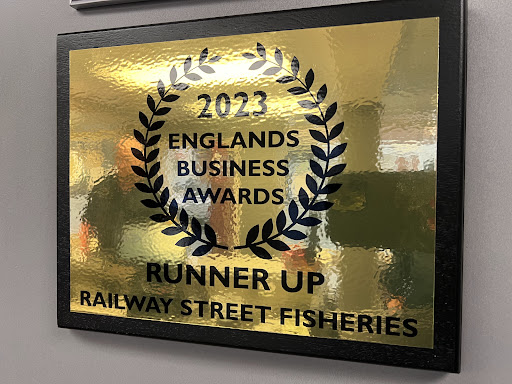 2023
ENGLANDS
BUSINESS
AWARDS
RUNNER UP
RAILWAY STREET FISHERIES